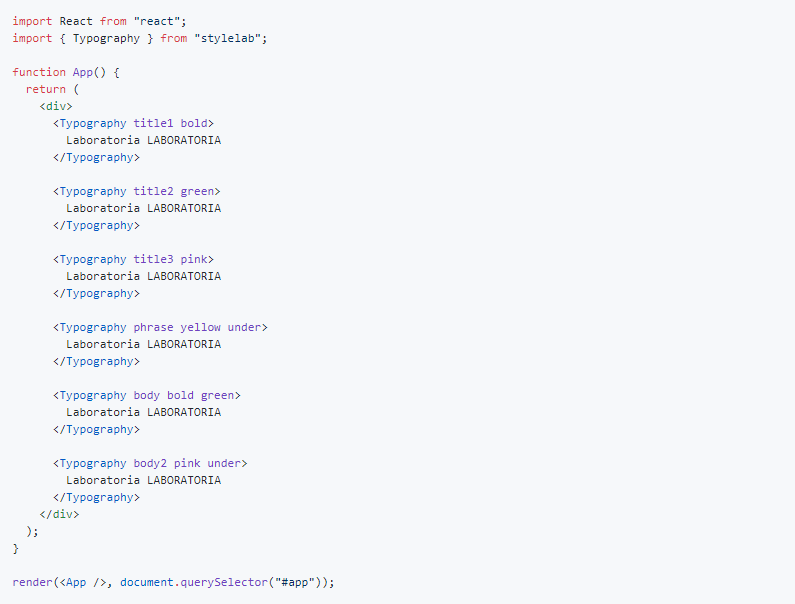 import React from "react";
import { Typography } from "stylelab";

function App() {
  return (
    <div>
      <Typography title1 bold>
        Laboratoria LABORATORIA
      </Typography>

      <Typography title2 green>
        Laboratoria LABORATORIA
      </Typography>

      <Typography title3 pink>
        Laboratoria LABORATORIA
      </Typography>

      <Typography phrase yellow under>
        Laboratoria LABORATORIA
      </Typography>

      <Typography body bold green>
        Laboratoria LABORATORIA
      </Typography>

      <Typography body2 pink under>
        Laboratoria LABORATORIA
      </Typography>
    </div>
  );
}

render(<App />, document.querySelector("#app"));